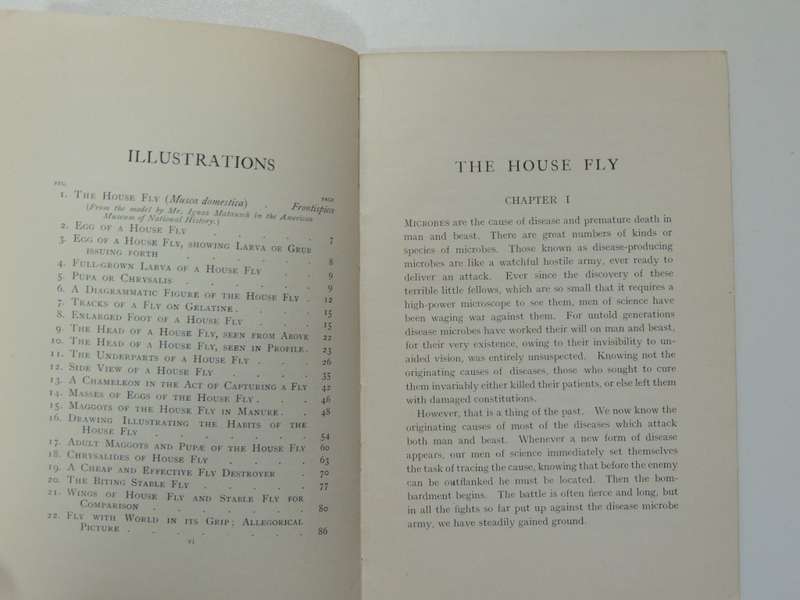 ILLUSTRATIONS
FIG. PAGE
1. The House Fly (Musca domestica) . Frontispiece
(From the model by Mr. Ignaz Matausch in the American
Museum of National History.)
2. Egg of a House Fly . . . . . 7
3. Egg of a House Fly, showing Larva or Grub
issuing forth . . . . . 8
4. Full-grown Larva of a House Fly . . 9
5. Pupa or Chrysalis . . . . . 9
6. A Diagrammatic Figure of the House Fly . 12
7. Tracks of a Fly on Gelatine . . . . 15
8. Enlarged Foot of a House Fly . . . 15
9. The Head of a House Fly, seen from Above 22
10. The Head of a House Fly, seen in Profile . 23
11. The Underparts of a House Fly . . . 26
12. Side View of a House Fly . . . . 35
13. A Chameleon in the Act of Capturing a Fly 42
14. Masses of Eggs of the House Fly . . . 46
15. Maggots of the House Fly in Manure . . 48
16. Drawing Illustrating the Habits of the
House Fly . . . . . . 54
17. Adult Maggots and Pupæ of the House Fly 60
18. Chrysalides of House Fly . . . . 63
19. A Cheap and Effective Fly Destroyer . 70
20. The Biting Stable Fly . . . . . 77
21. Wings of House Fly and Stable Fly for
Comparison . . . . . . 80
22. Fly with World in its Grip; Allegorical
Picture . . . . . . . 86
vi
THE HOUSE FLY
CHAPTER I
Microbes are the cause of disease and premature death in
man and beast. There are great numbers of kinds or
species of microbes. Those known as disease-producing
microbes are like a watchful hostile army, ever ready to
deliver an attack. Ever since the discovery of these
terrible little fellows, which are so small that it requires a
high-power microscope to see them, men of science have
been waging war against them. For untold generations
disease microbes have worked their will on man and beast,
for their very existence, owing to their invisibility to un-
aided vision, was entirely unsuspected. Knowing not the
originating causes of diseases, those who sought to cure
them invariably either killed their patients, or else left them
with damaged constitutions.
However, that is a thing of the past. We now know the
originating causes of most of the diseases which attack
both man and beast. Whenever a new form of disease
appears, our men of science immediately set themselves
the task of tracing the cause, knowing that before the enemy
can be outflanked he must be located. Then the bom-
bardment begins. The battle is often fierce and long, but
in all the fights so far put up against the disease microbe
army, we have steadily gained ground.